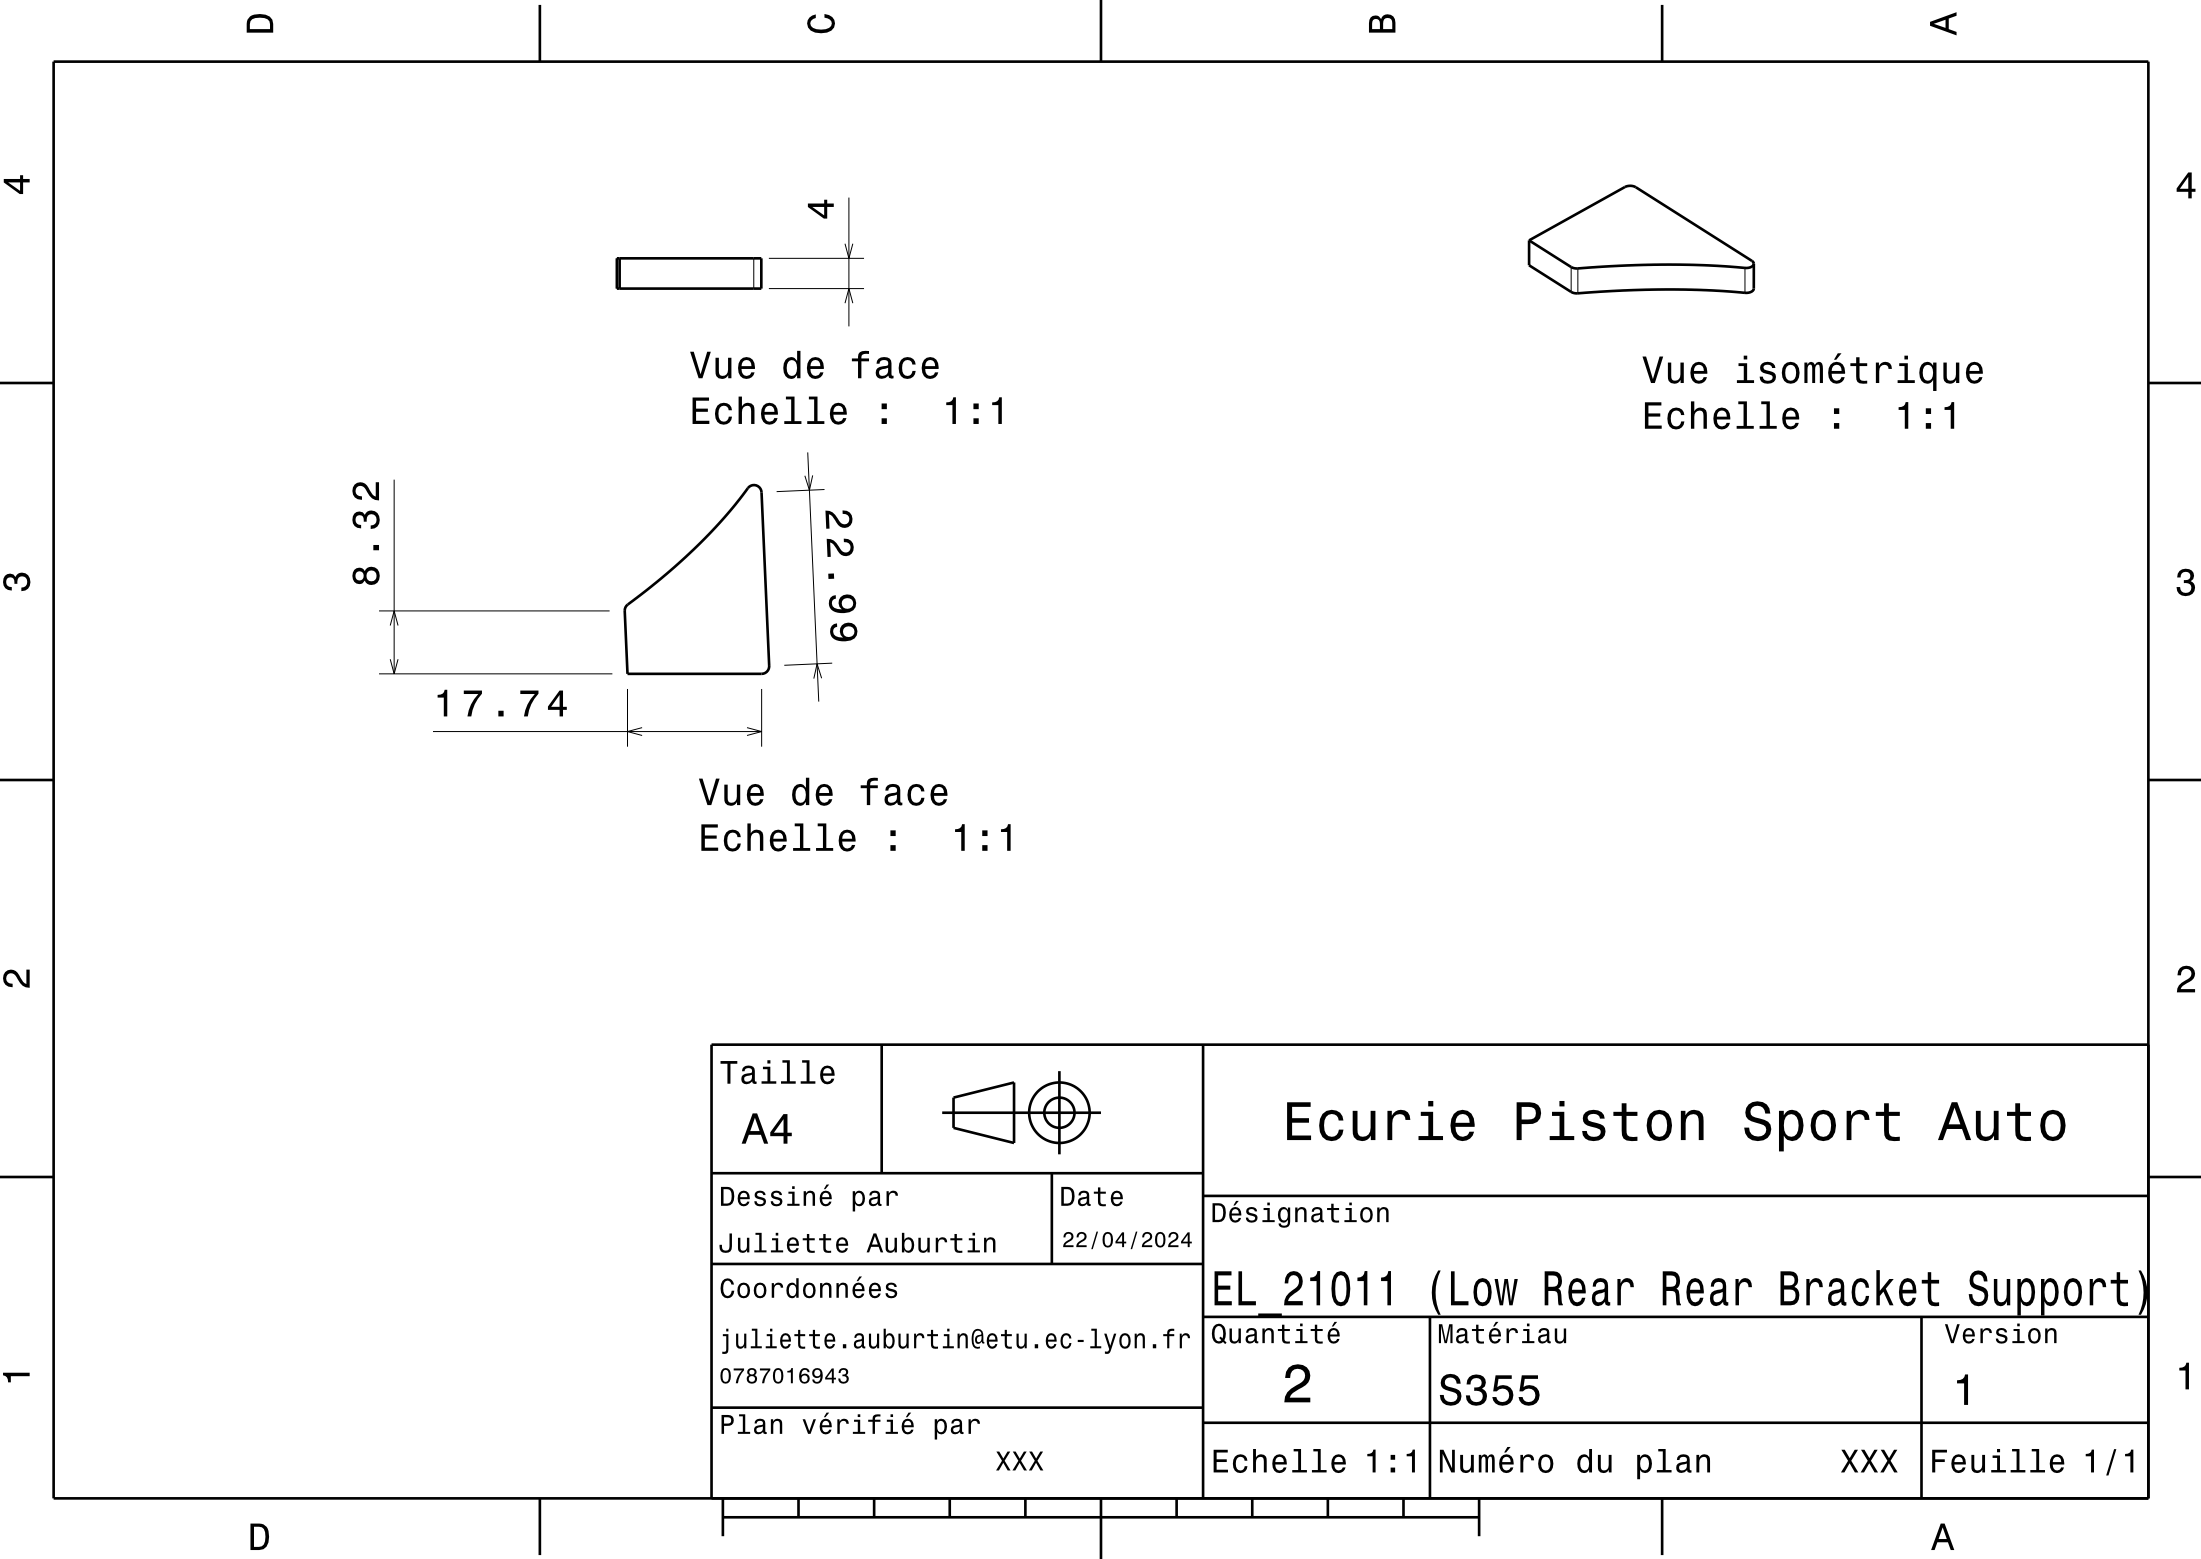 D C B A
4
4
4
Vue de face
Echelle :  1:1
Vue isométrique
Echelle :  1:1
8.32
22.99
3
3
17.74
Vue de face
Echelle :  1:1
2
2
Taille
A4
Ecurie Piston Sport Auto
Dessiné par
Juliette Auburtin
Date
22/04/2024
Désignation
EL_21011 (Low Rear Rear Bracket Support)
Coordonnées
juliette.auburtin@etu.ec-lyon.fr
0787016943
Quantité
2
Matériau
S355
Version
1
1
1
Plan vérifié par
XXX
Echelle 1:1
Numéro du plan XXX
Feuille 1/1
D A